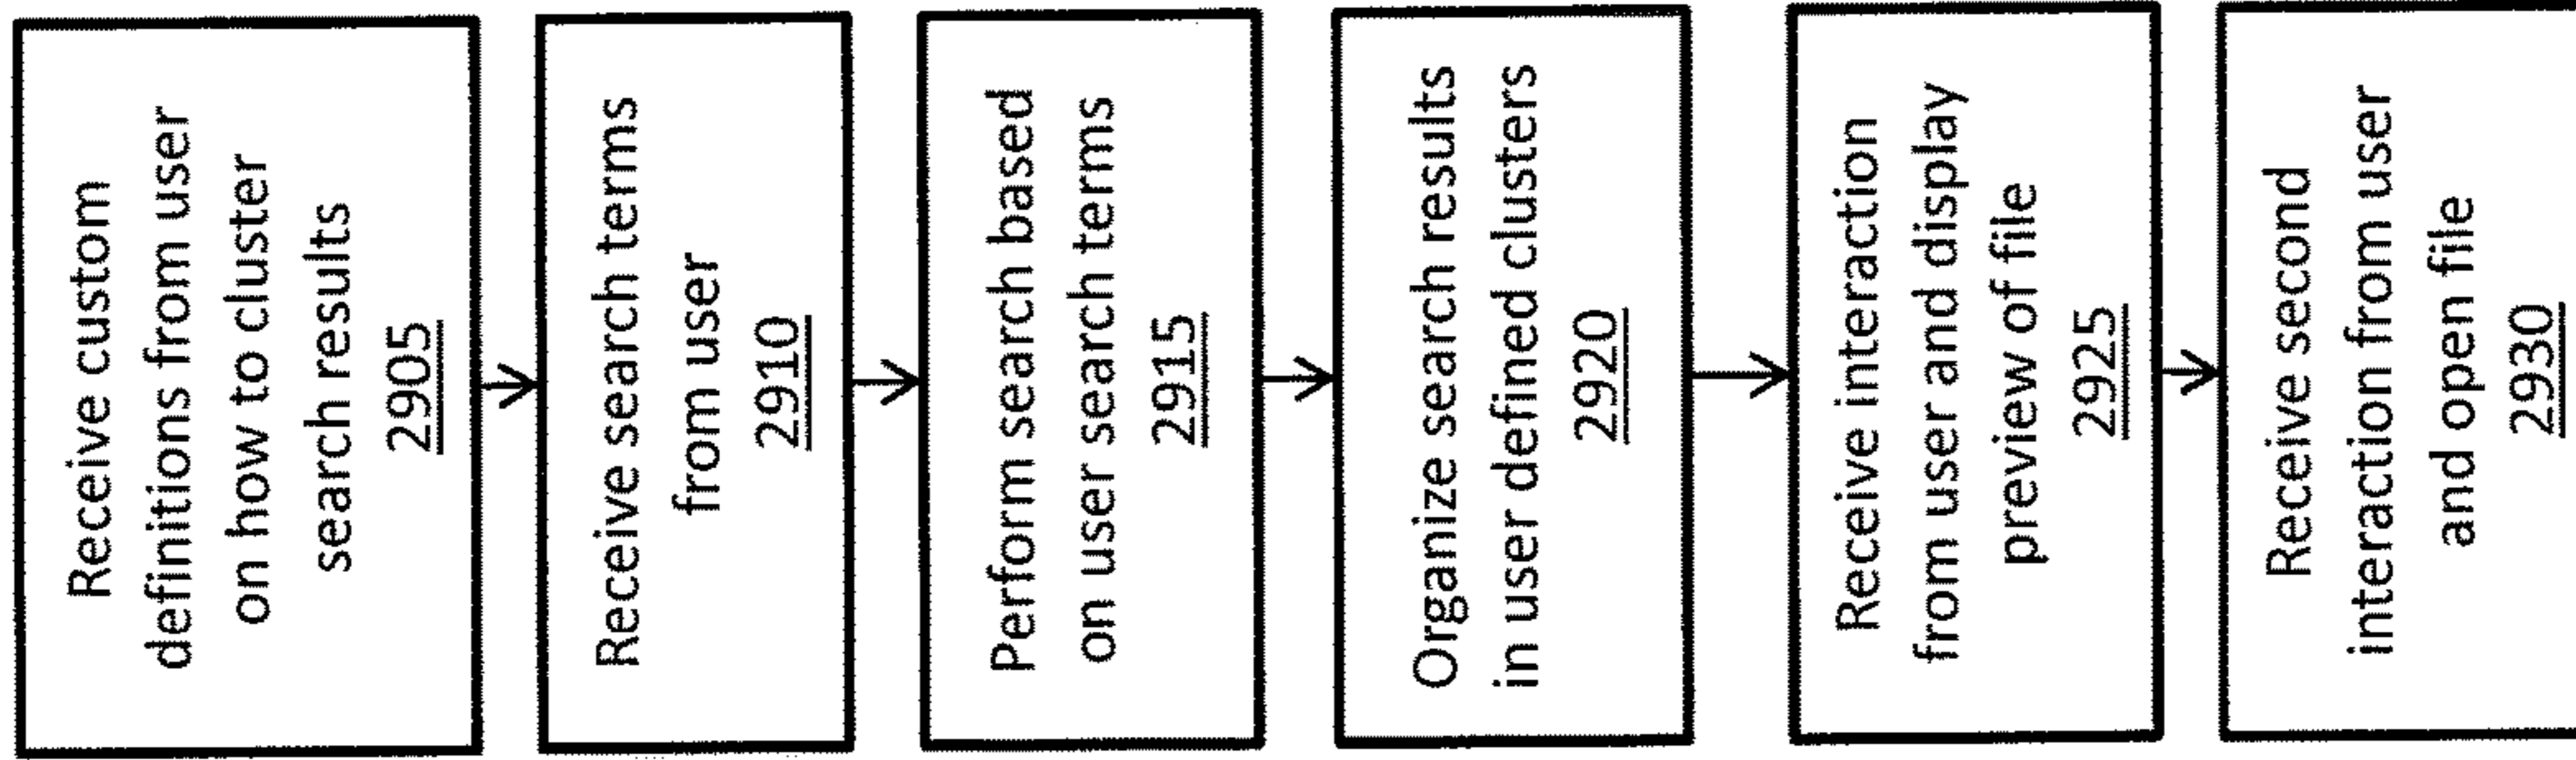 Receive custom
definitions from user
on how to cluster
search results
2905
Receive search terms
from user
2910
Perform search based
on user search terms
2915
Organize search results
in user defined clusters
2920
Receive interaction
from user and display
preview of file
2925
Receive second
interaction from user
and open file
2930